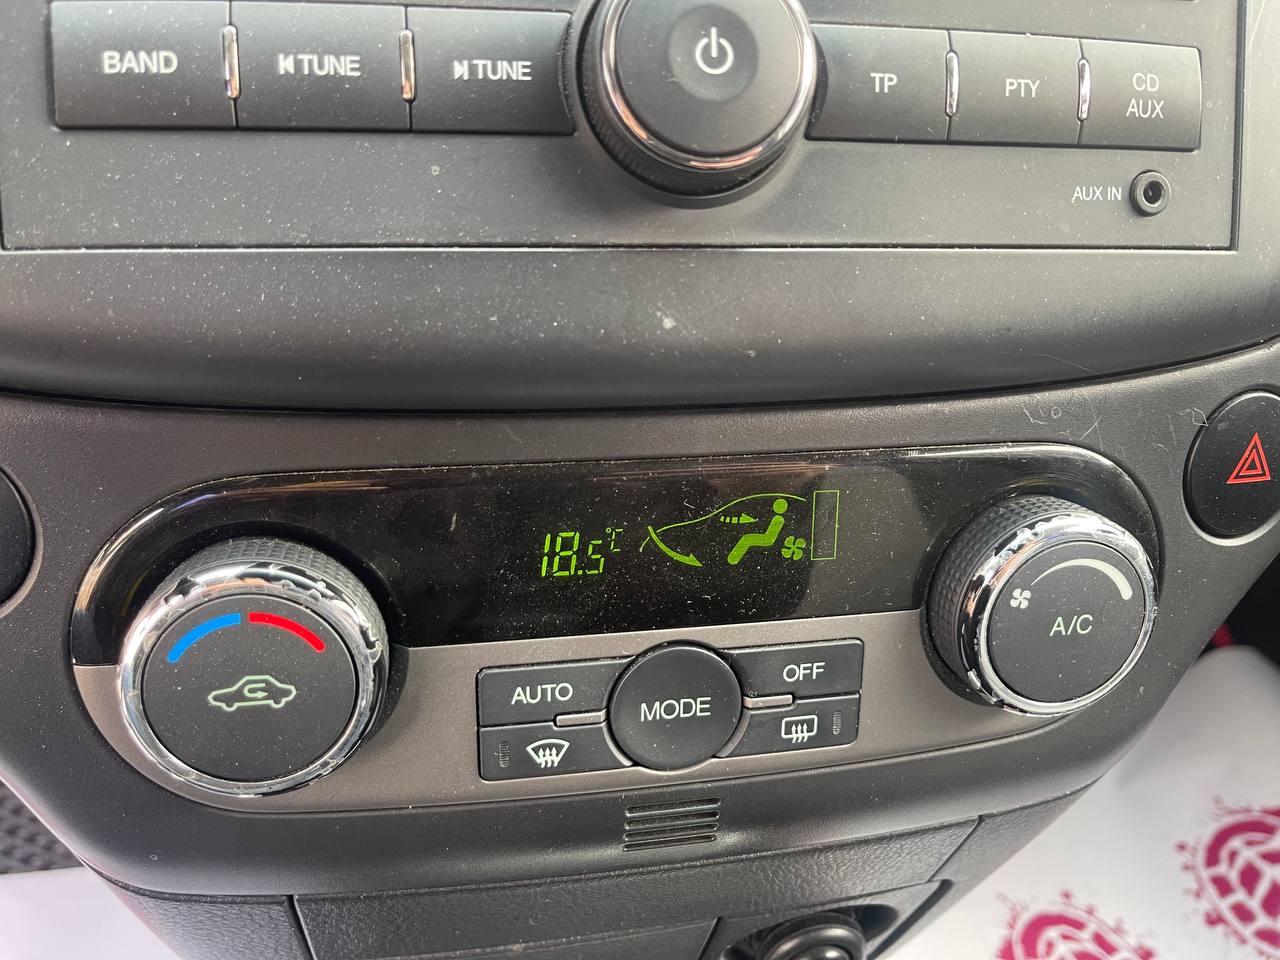 BAND
TUNE
TUNE
TP
PTY
CD
AUX
AUX IN
18.5°C
A/C
AUTO
MODE
OFF